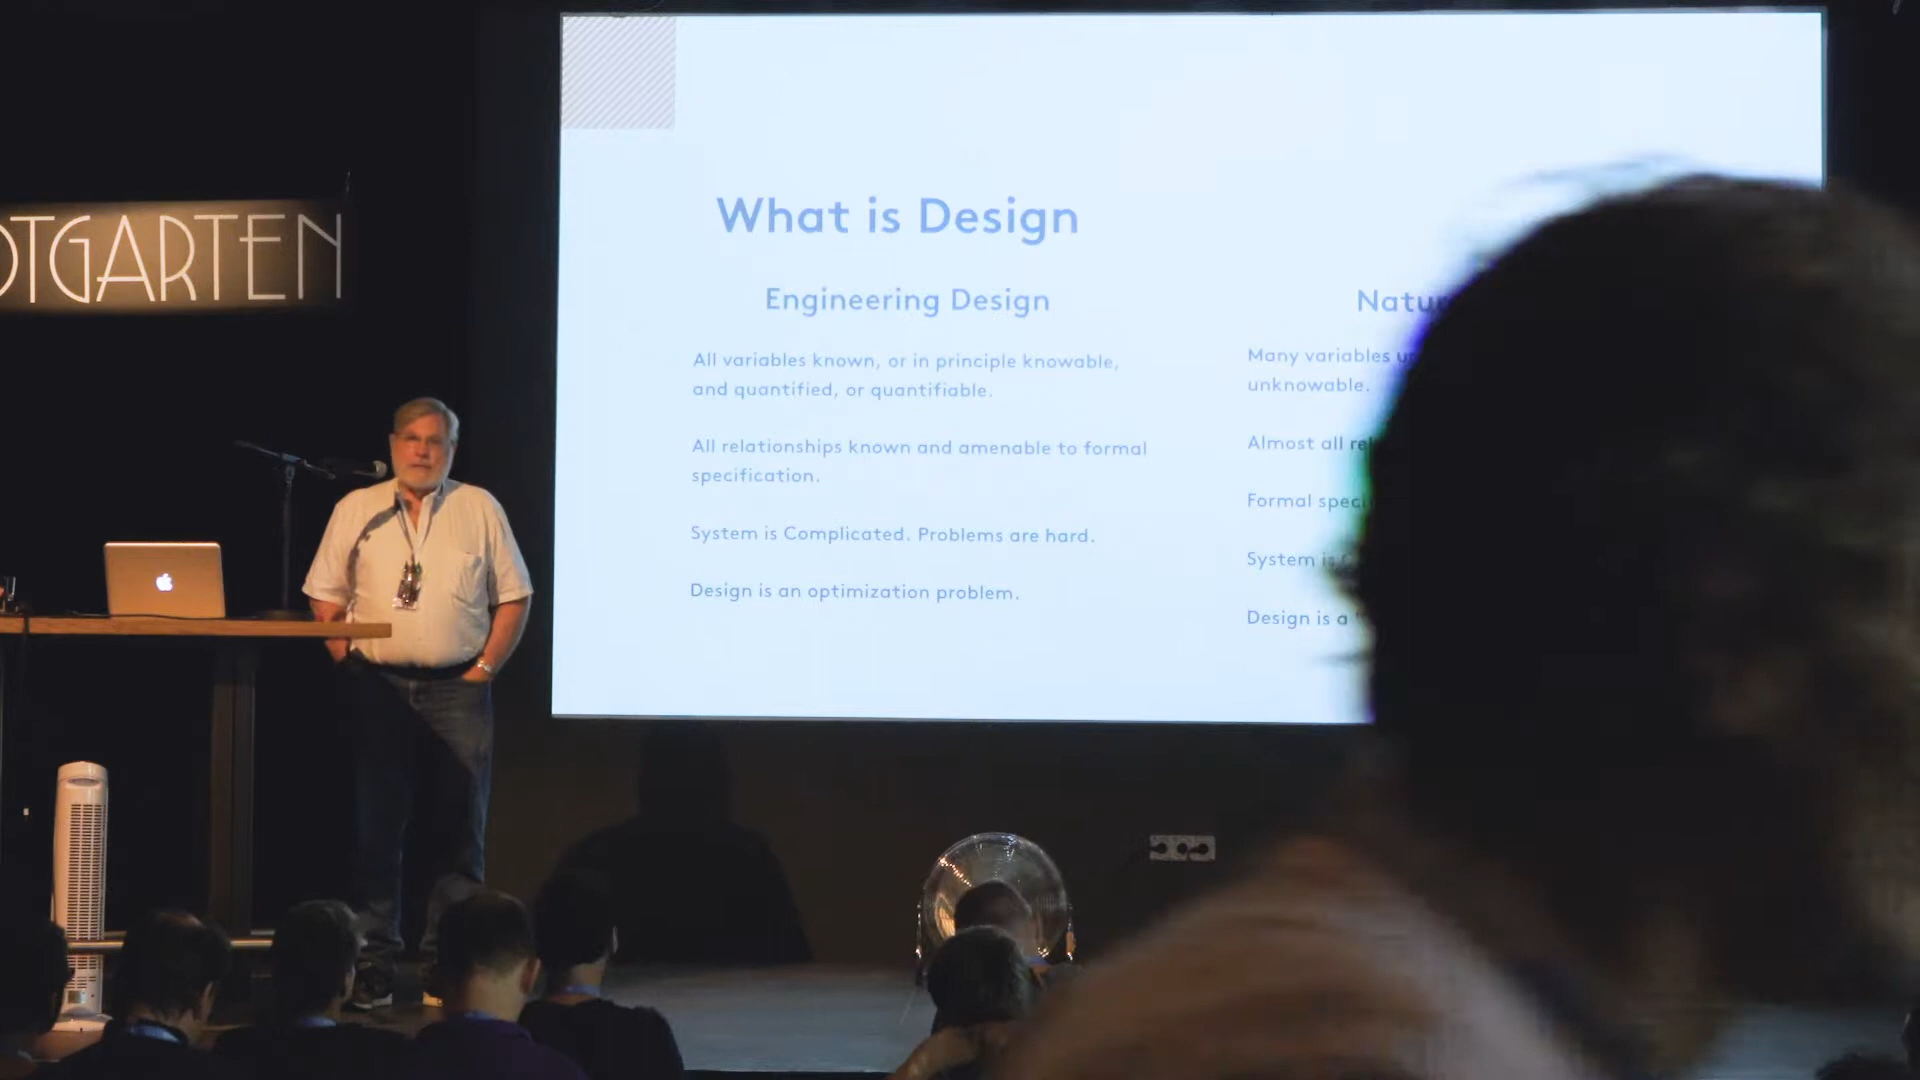 OTGARTEN
What is Design
Engineering Design
All variables known, or in principle knowable,
and quantified, or quantifiable.
All relationships known and amenable to formal
specification.
System is Complicated. Problems are hard.
Design is an optimization problem.
Many variables
unknowable.
Almost all
Formal
System is
Design is a